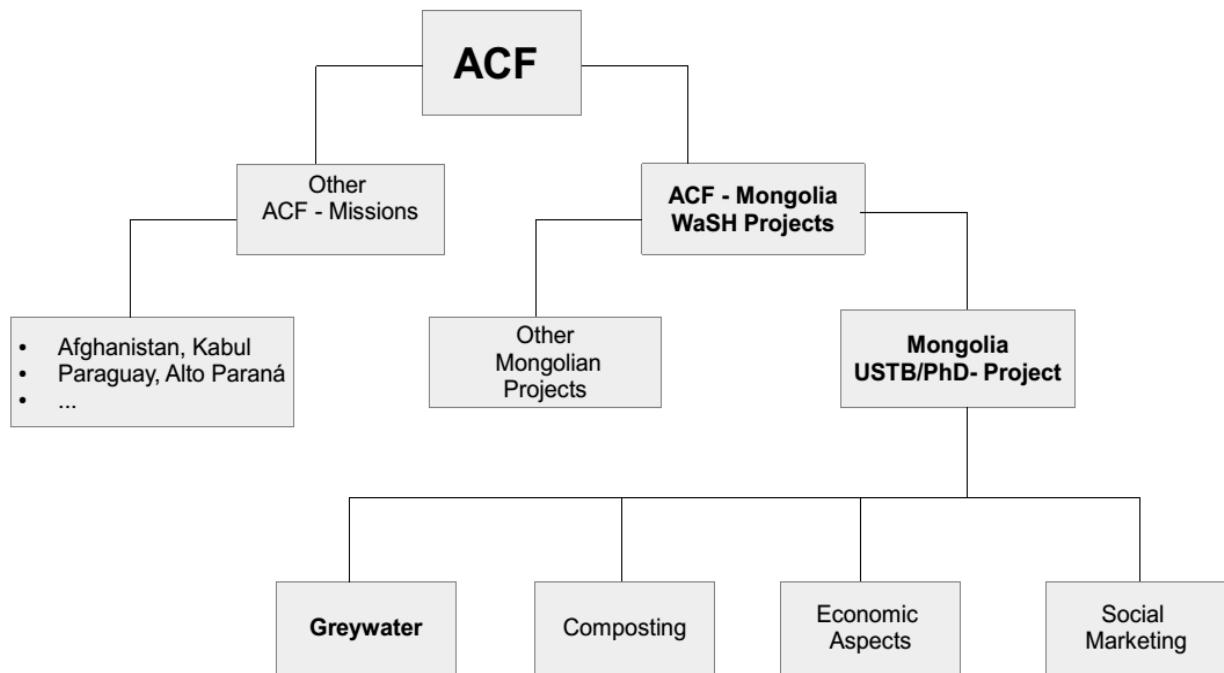 ACF
Other
ACF - Missions
ACF - Mongolia
WaSH Projects
• Afghanistan, Kabul
• Paraguay, Alto Paraná
• ...
Other
Mongolian
Projects
Mongolia
USTB/PhD- Project
Greywater
Composting
Economic
Aspects
Social
Marketing